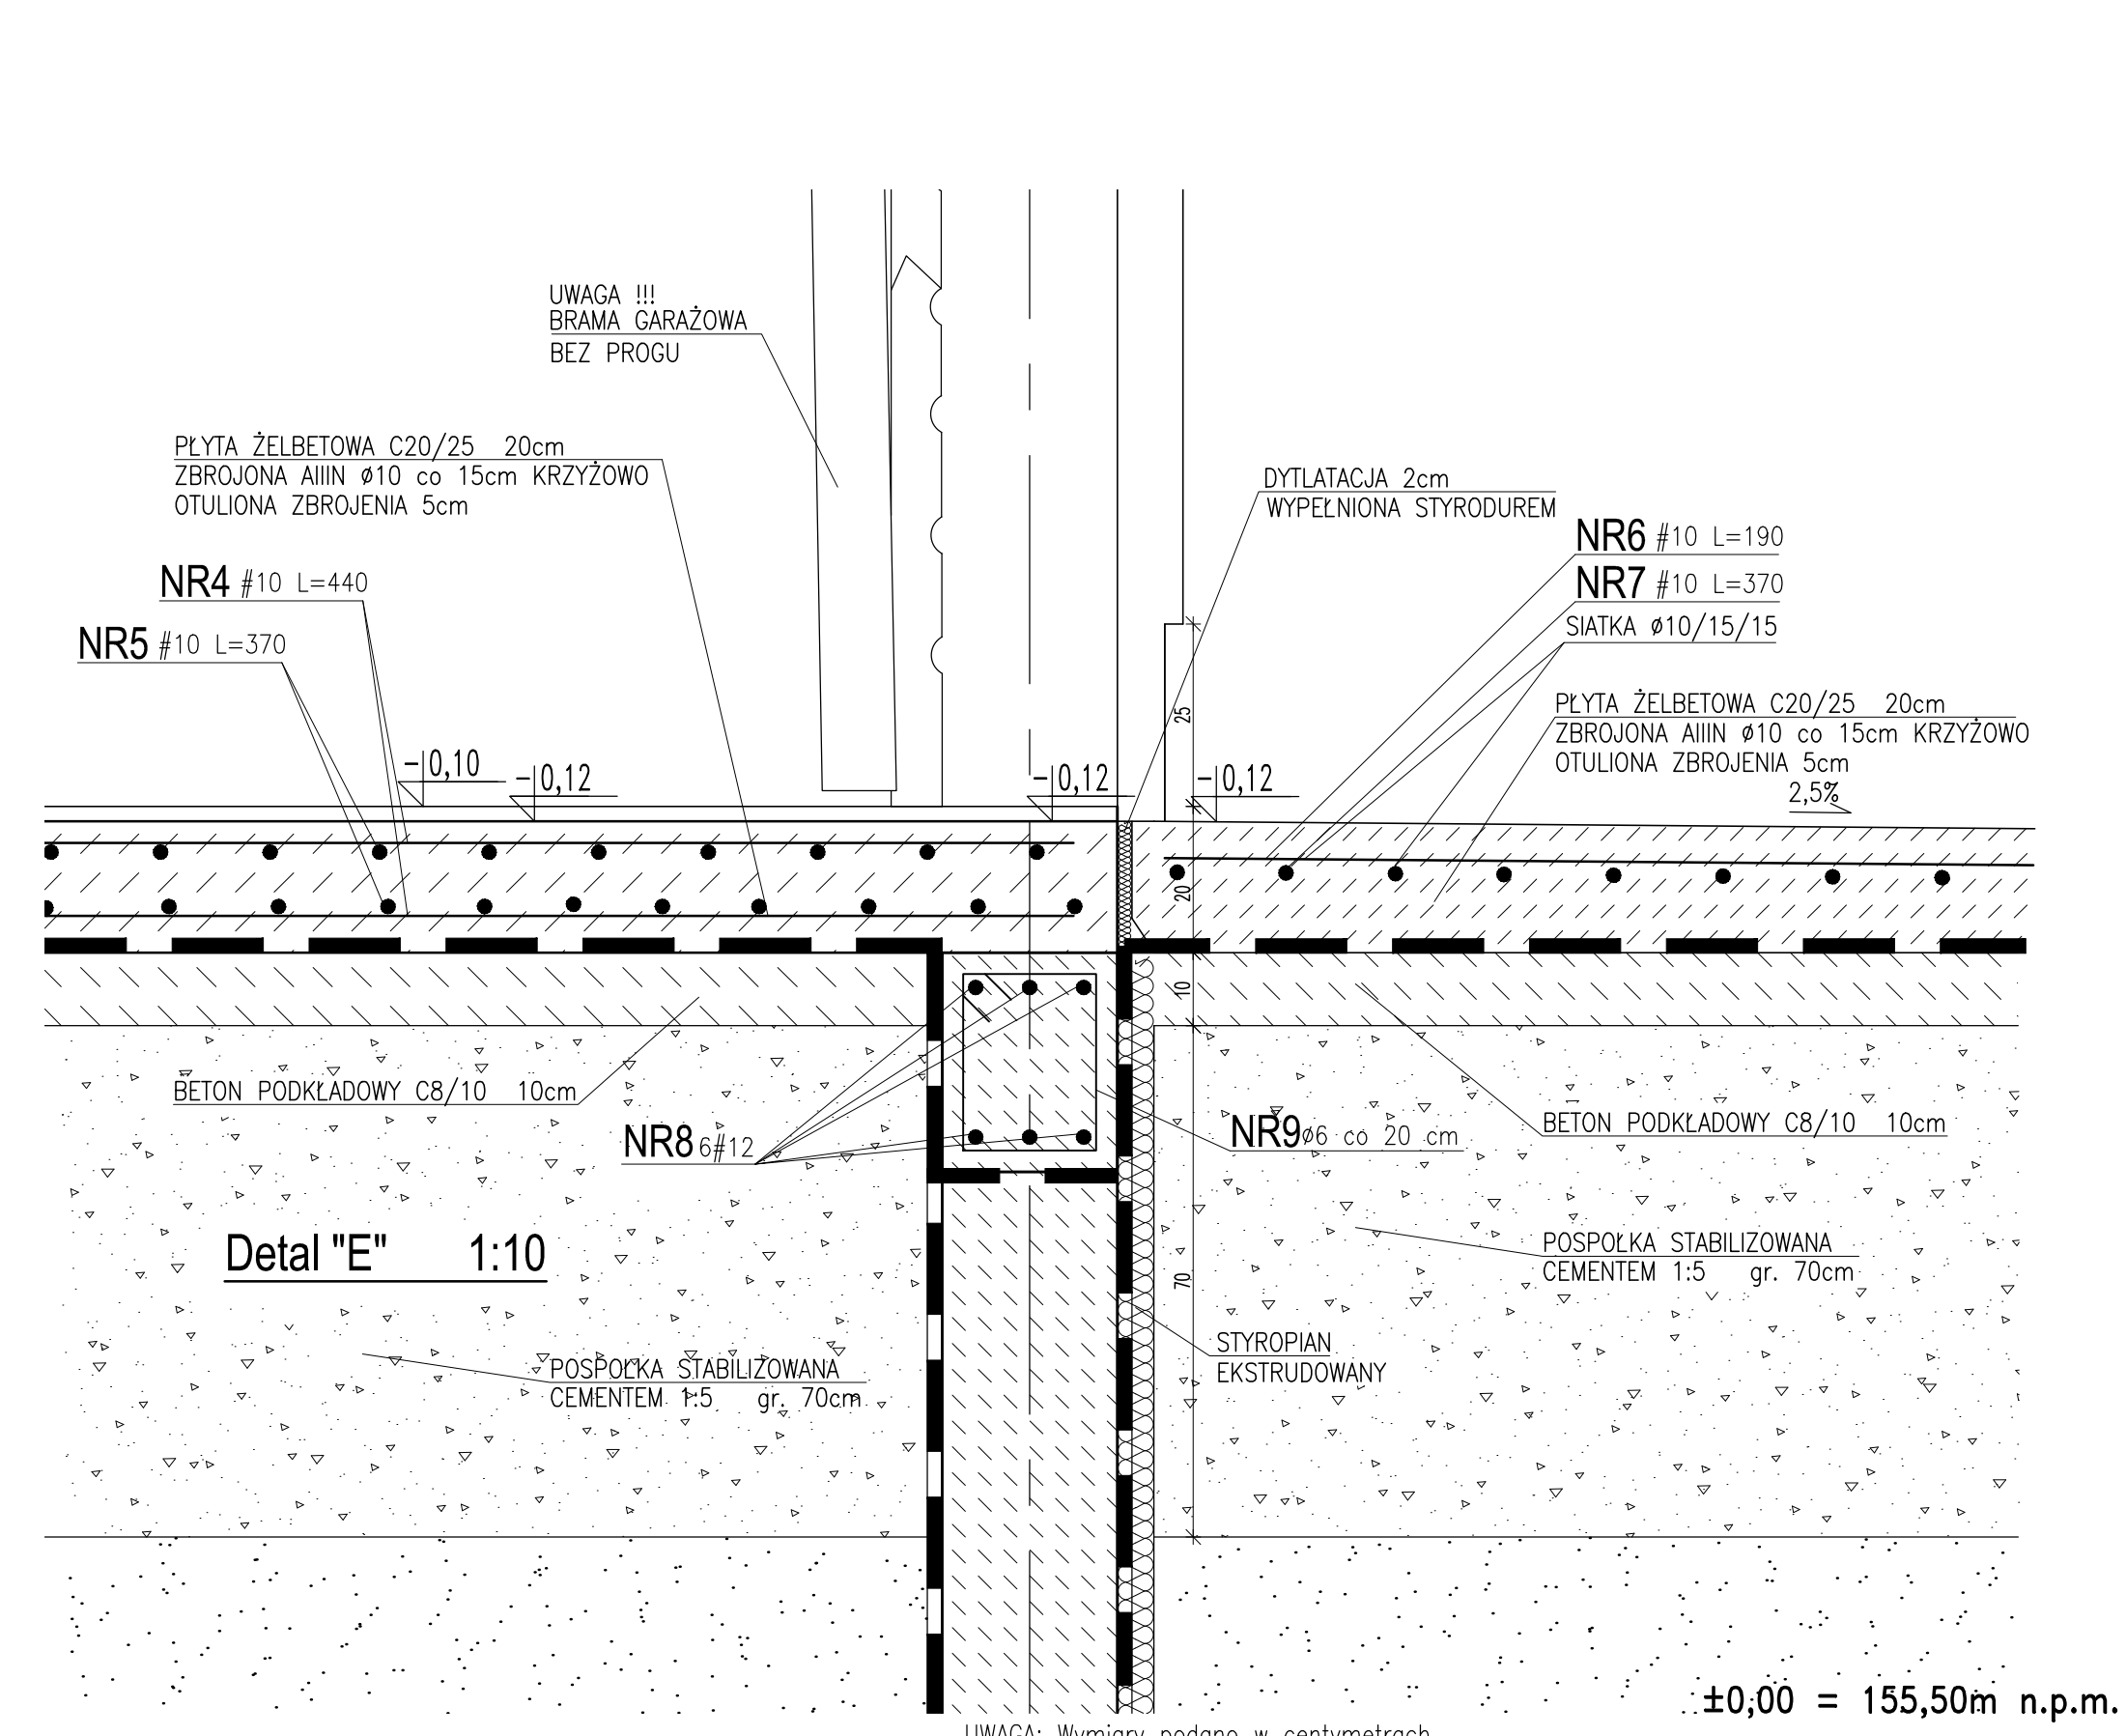 UWAGA !!!
BRAMA GARAŻOWA
BEZ PROGU
PŁYTA ŻELBETOWA C20/25 20cm
ZBROJONA AIIIN ø10 co 15cm KRZYŻOWO
OTULIONA ZBROJENIA 5cm
DYTLATACJA 2cm
WYPEŁNIONA STYRODUREM
NR6 #10 L=190
NR7 #10 L=370
SIATKA ø10/15/15
NR4 #10 L=440
NR5 #10 L=370
25
PŁYTA ŻELBETOWA C20/25 20cm
ZBROJONA AIIIN ø10 co 15cm KRZYŻOWO
OTULIONA ZBROJENIA 5cm
2,5%
-0,10
-0,12
-0,12
-0,12
20
10
BETON PODKŁADOWY C8/10 10cm
NR8 6#12
NR9 ø6 co 20 cm
BETON PODKŁADOWY C8/10 10cm
Detal "E" 1:10
POSPOŁKA STABILIZOWANA
CEMENTEM 1:5 gr. 70cm
70
STYROPIAN
EKSTRUDOWANY
POSPOŁKA STABILIZOWANA
CEMENTEM 1:5 gr. 70cm
±0,00 = 155,50m n.p.m.
UWAGA: Wymiary podano w centymetrach